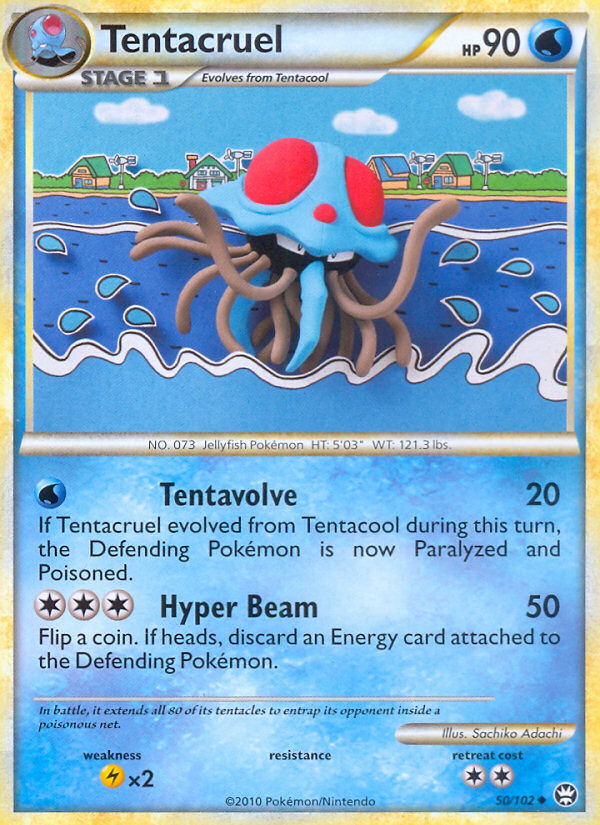 Tentacruel
HP 90
STAGE 1
Evolves from Tentacool
NO. 073 Jellyfish Pokémon HT: 5'03" WT: 121.3 lbs.
Tentavolve 20
If Tentacruel evolved from Tentacool during this turn,
the Defending Pokémon is now Paralyzed and
Poisoned.
Hyper Beam 50
Flip a coin. If heads, discard an Energy card attached to
the Defending Pokémon.
In battle, it extends all 80 of its tentacles to entrap its opponent inside a
poisonous net.
Illus. Sachiko Adachi
weakness resistance retreat cost
×2
©2010 Pokémon/Nintendo
50/102